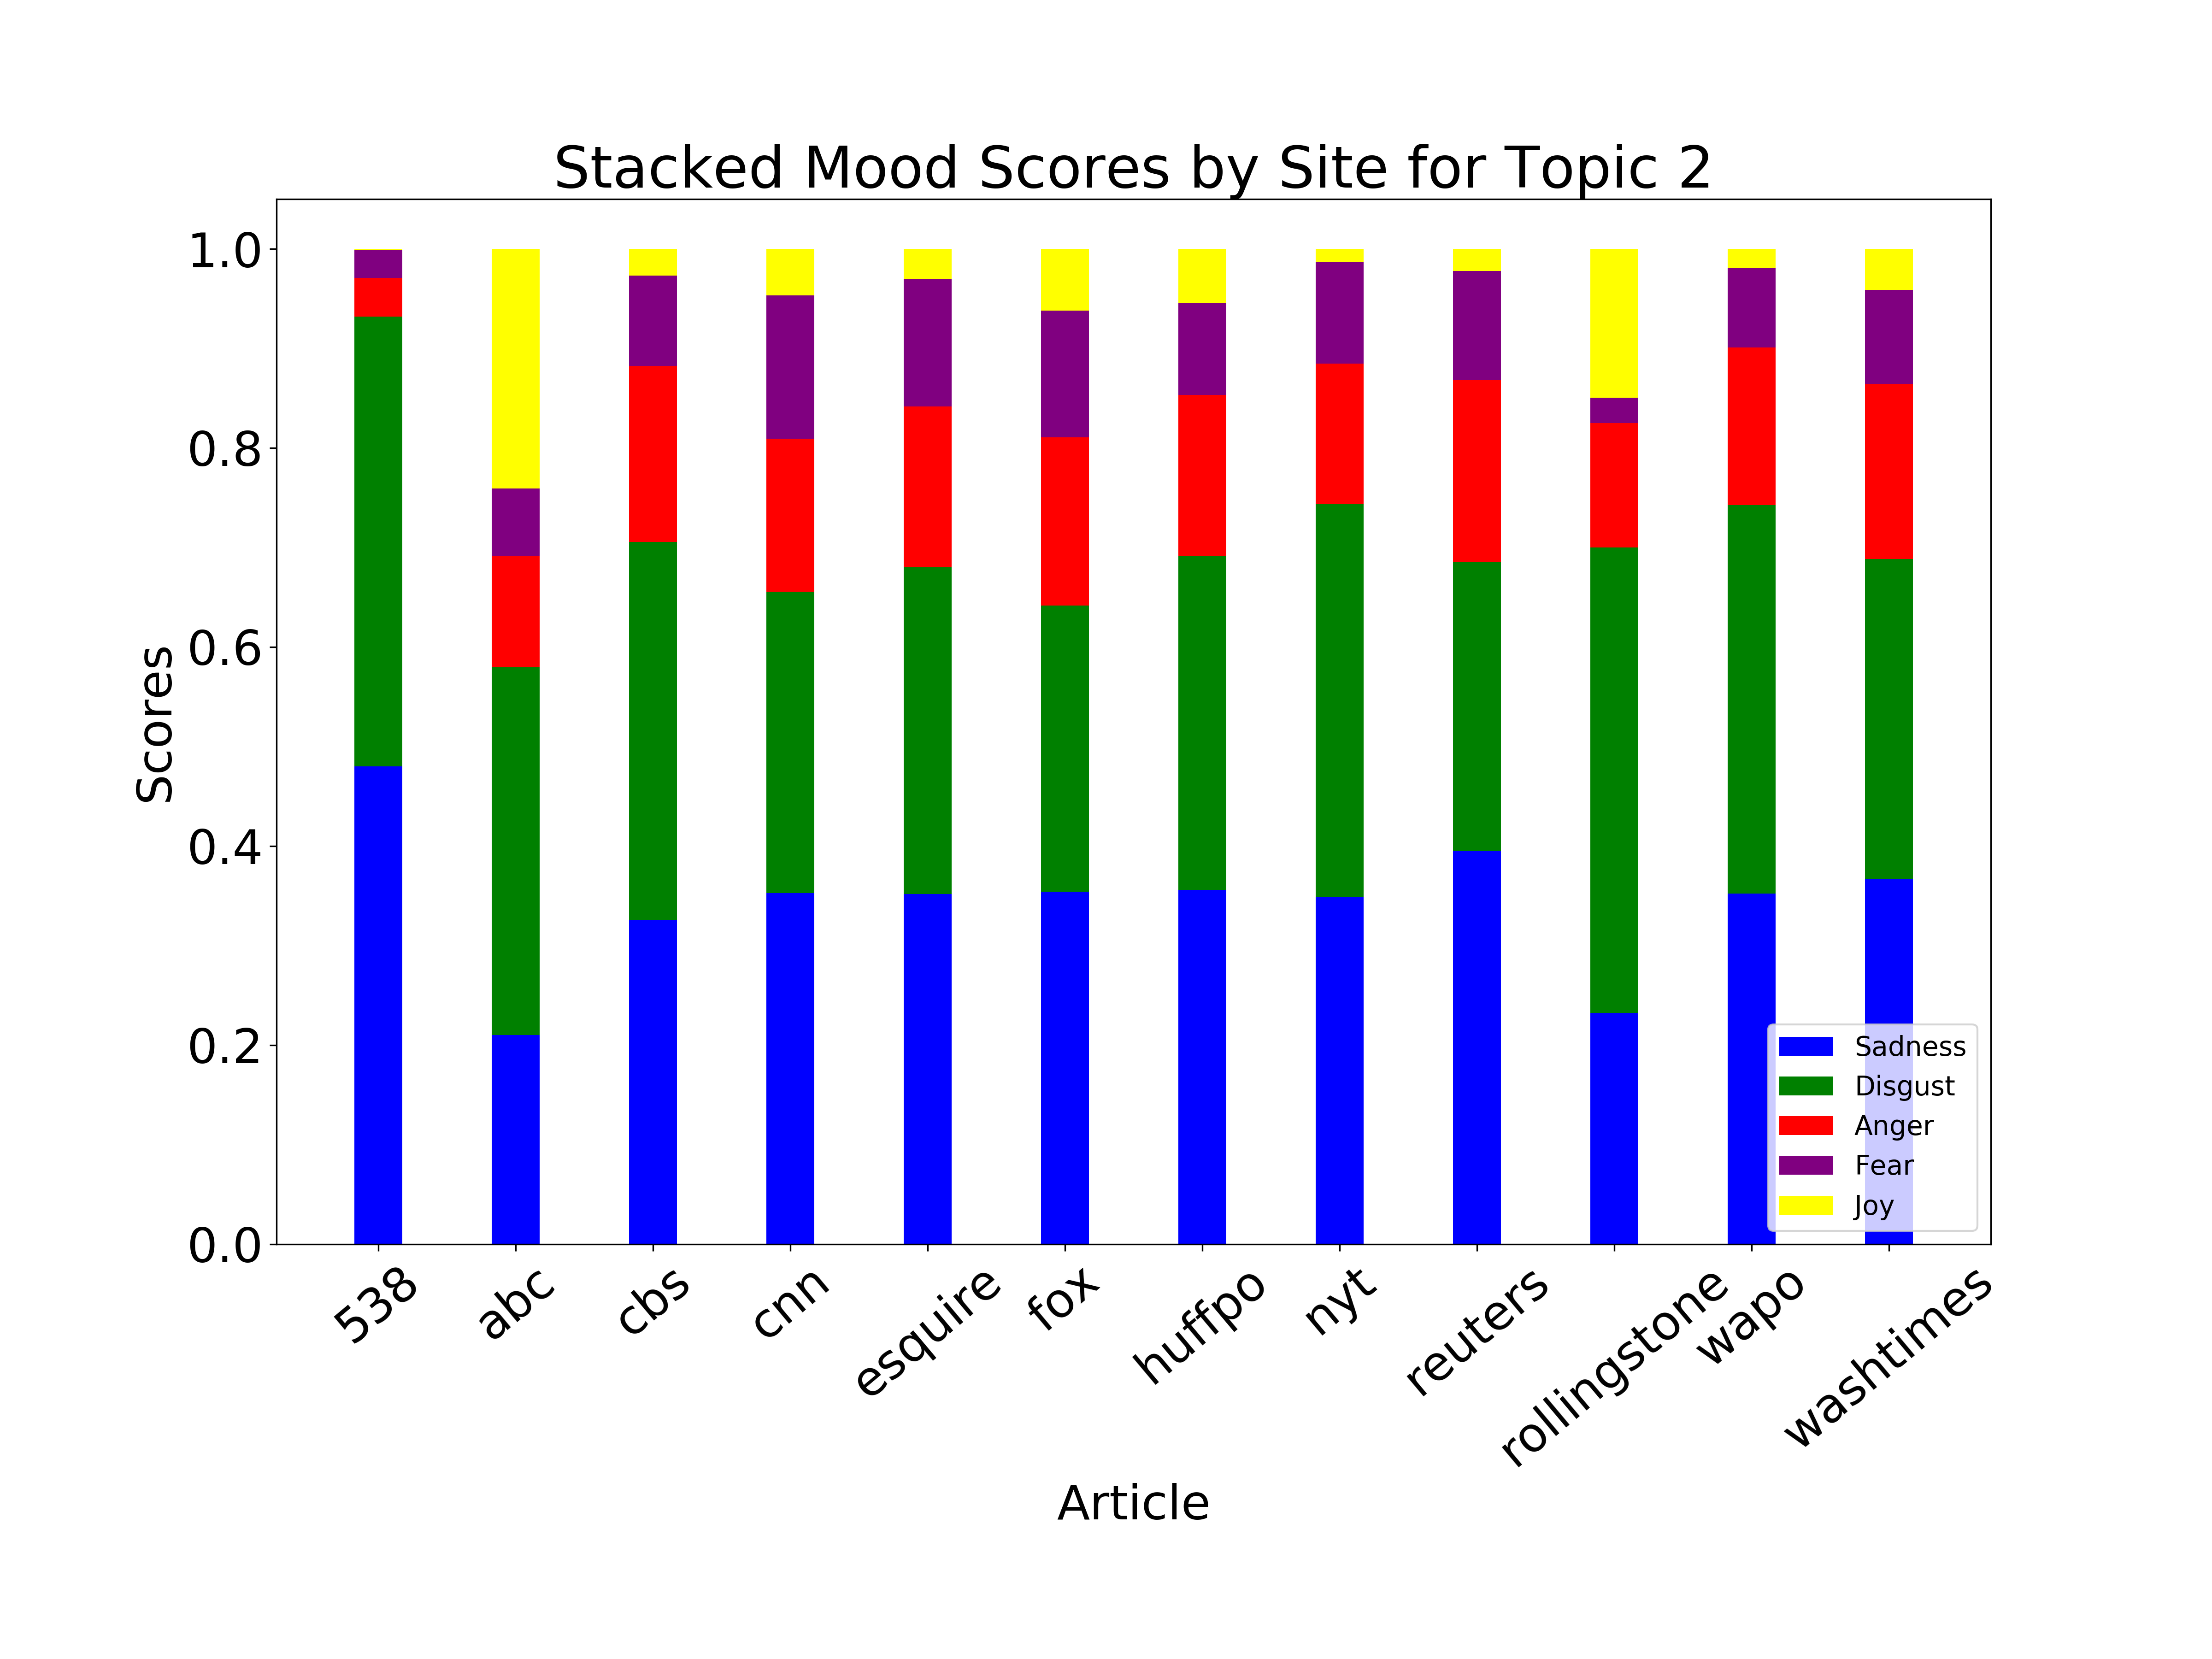 Stacked Mood Scores by Site for Topic 2
1.0
0.8
0.6
0.4
0.2
0.0
Scores
Sadness
Disgust
Anger
Fear
Joy
538
abc
cbs
cnn
esquire
fox
huffpo
nyt
reuters
rollingstone
wapo
washtimes
Article